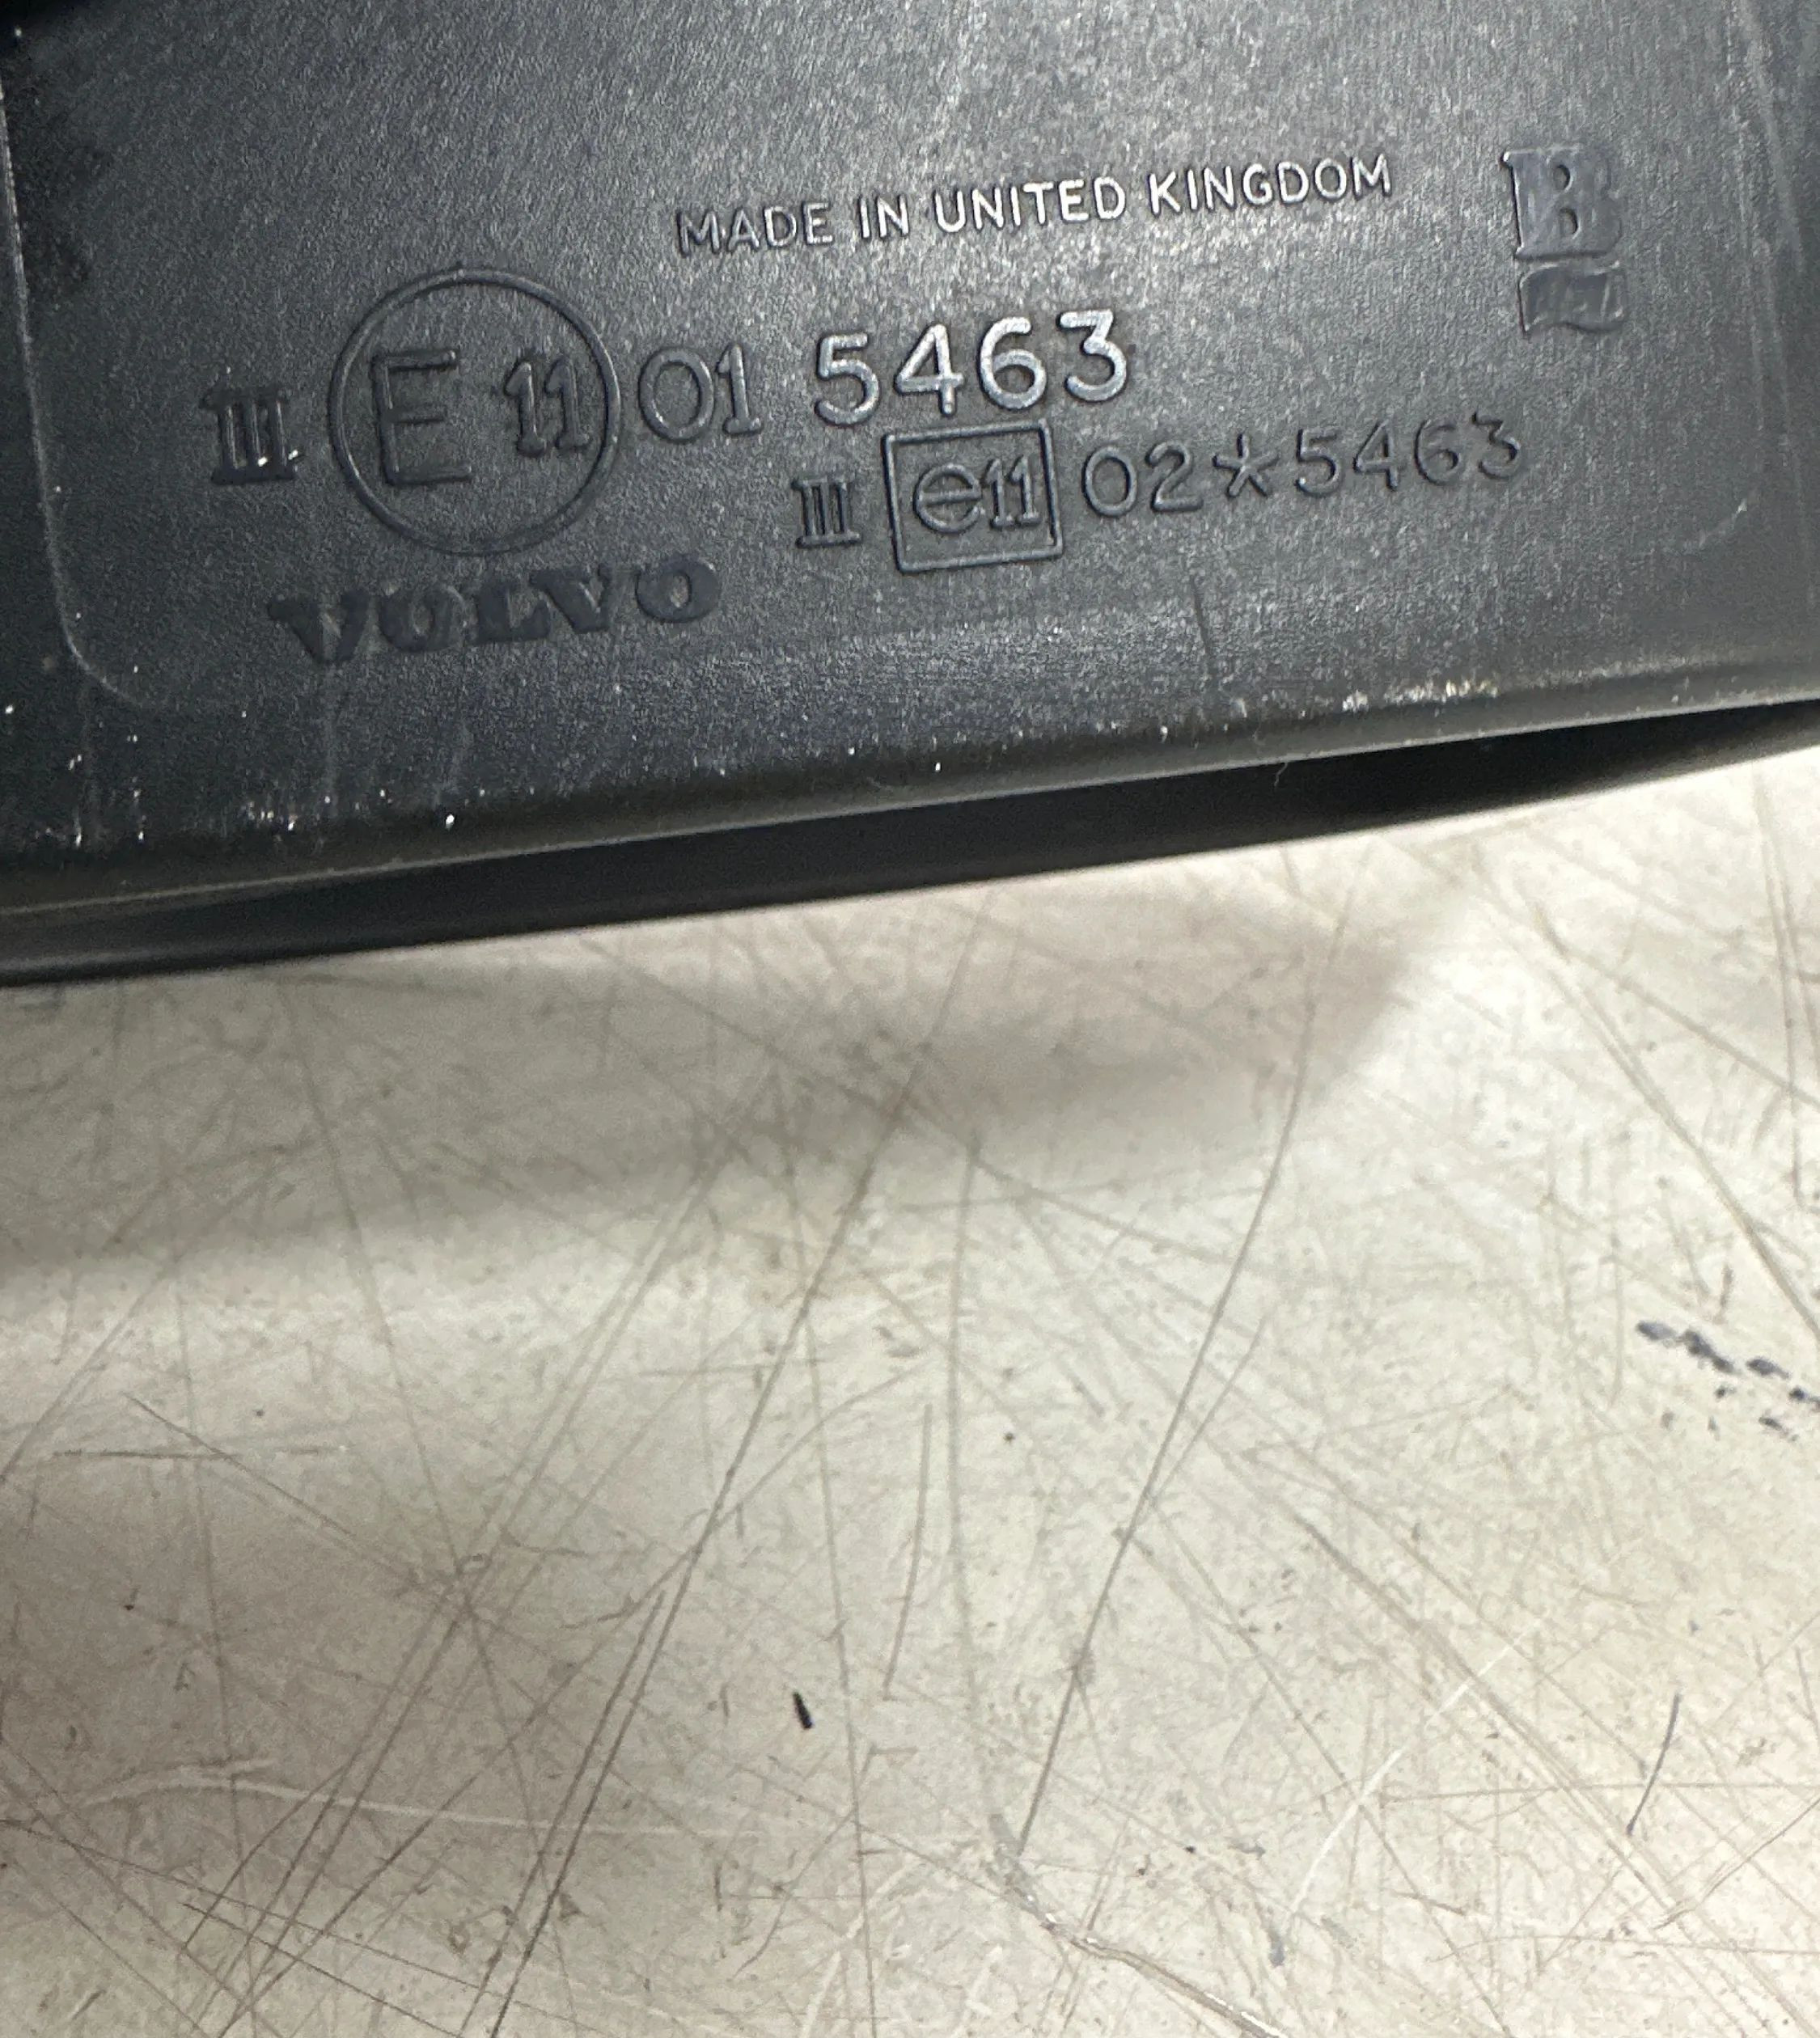 MADE IN UNITED KINGDOM
B
III E 11 01 5463
III e11 02*5463
VOLVO